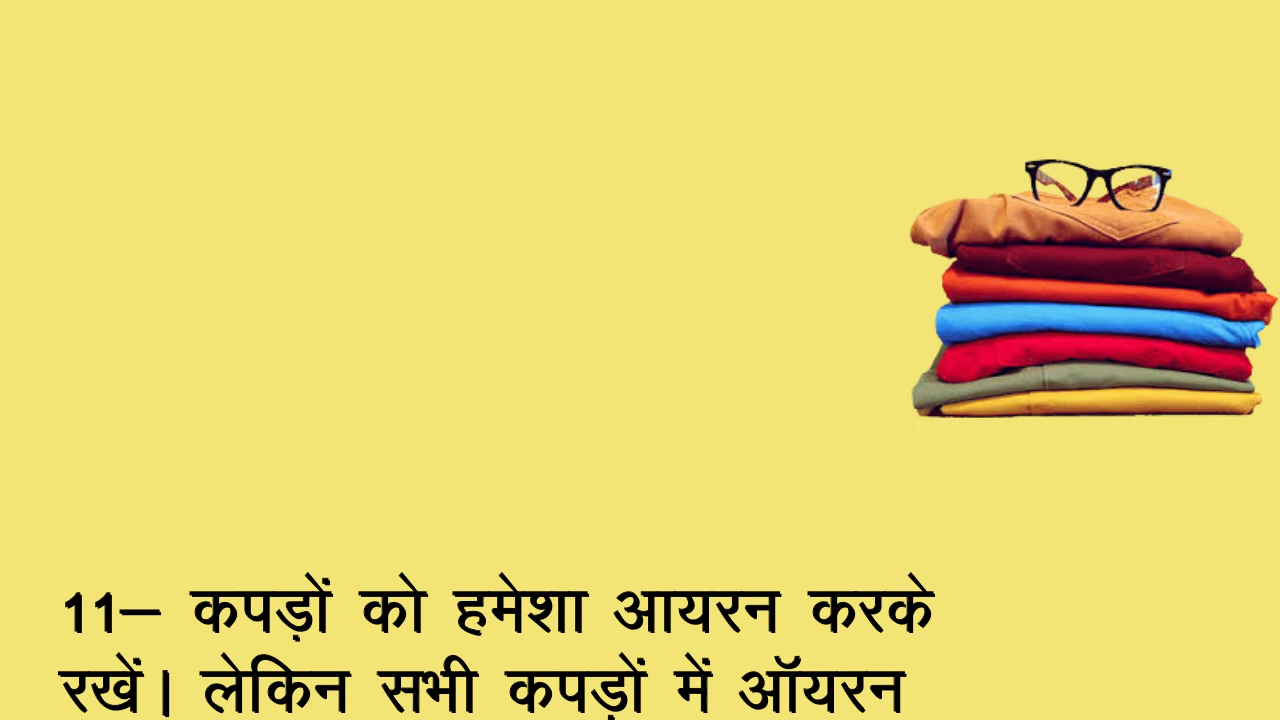 11– कपड़ों को हमेशा आयरन करके
रखें। लेकिन सभी कपड़ों में ऑयरन